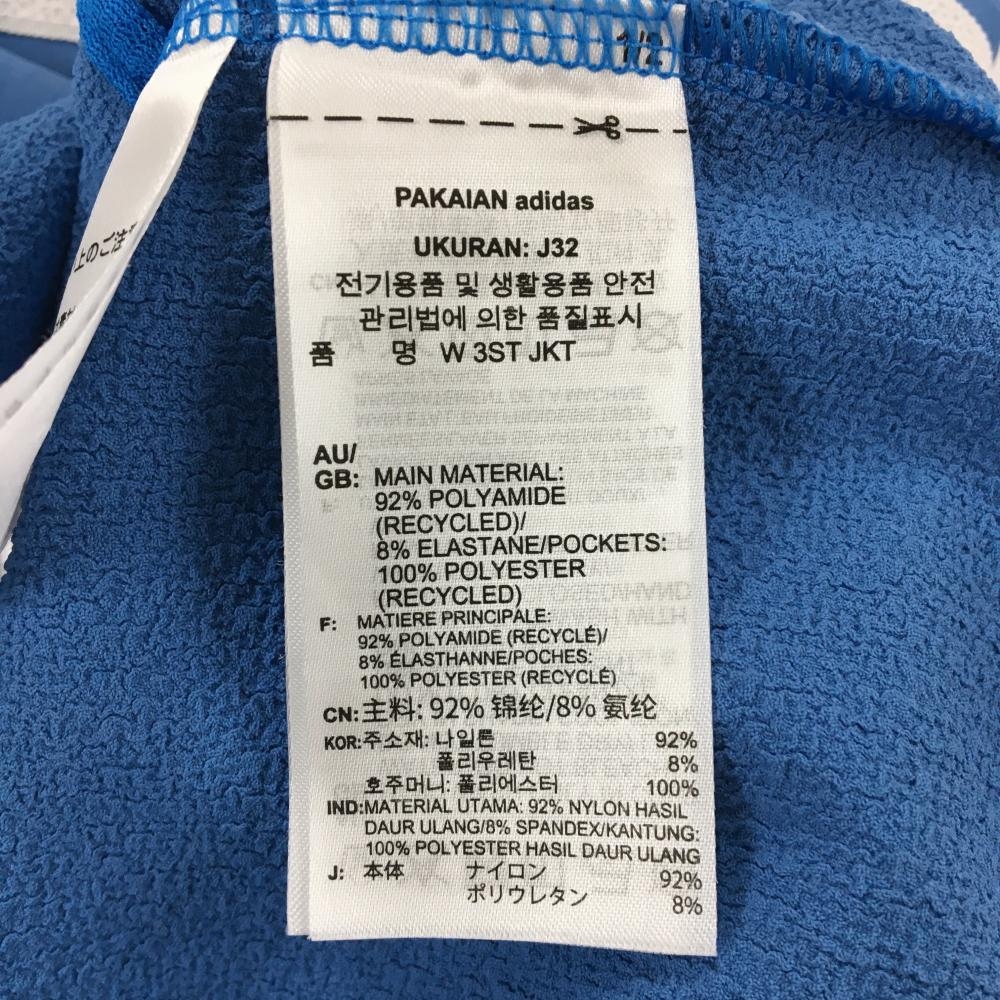 1/2
上のご注
PAKAIAN adidas
UKURAN: J32
전기용품 및 생활용품 안전
관리법에 의한 품질표시
품 명 W 3ST JKT
AU/
GB: MAIN MATERIAL:
92% POLYAMIDE
(RECYCLED)/
8% ELASTANE/POCKETS:
100% POLYESTER
(RECYCLED)
F: MATIERE PRINCIPALE:
92% POLYAMIDE (RECYCLÉ)/
8% ÉLASTHANNE/POCHES:
100% POLYESTER (RECYCLÉ)
CN: 主料: 92% 锦纶/8% 氨纶
KOR: 주소재: 나일론 92%
폴리우레탄 8%
호주머니: 폴리에스터 100%
IND: MATERIAL UTAMA: 92% NYLON HASIL
DAUR ULANG/8% SPANDEX/KANTUNG:
100% POLYESTER HASIL DAUR ULANG
J: 本体 ナイロン 92%
ポリウレタン 8%